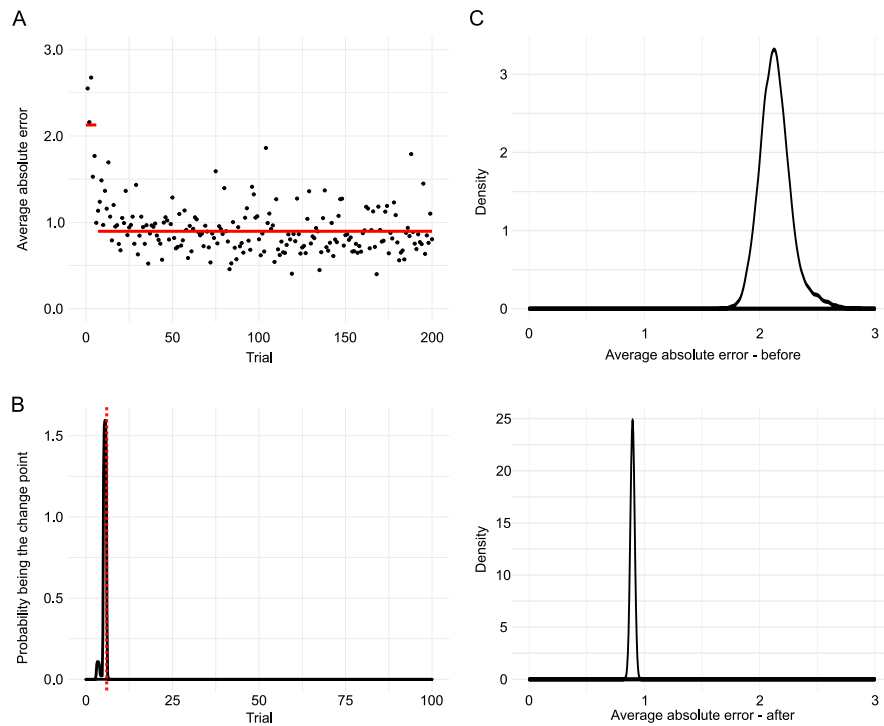 A
Average absolute error
3.0
2.0
1.0
0.0
0 50 100 150 200
Trial
B
Probability being the change point
1.5
1.0
0.5
0.0
0 25 50 75 100
Trial
C
Density
3
2
1
0
0 1 2 3
Average absolute error - before
Density
25
20
15
10
5
0
0 1 2 3
Average absolute error - after